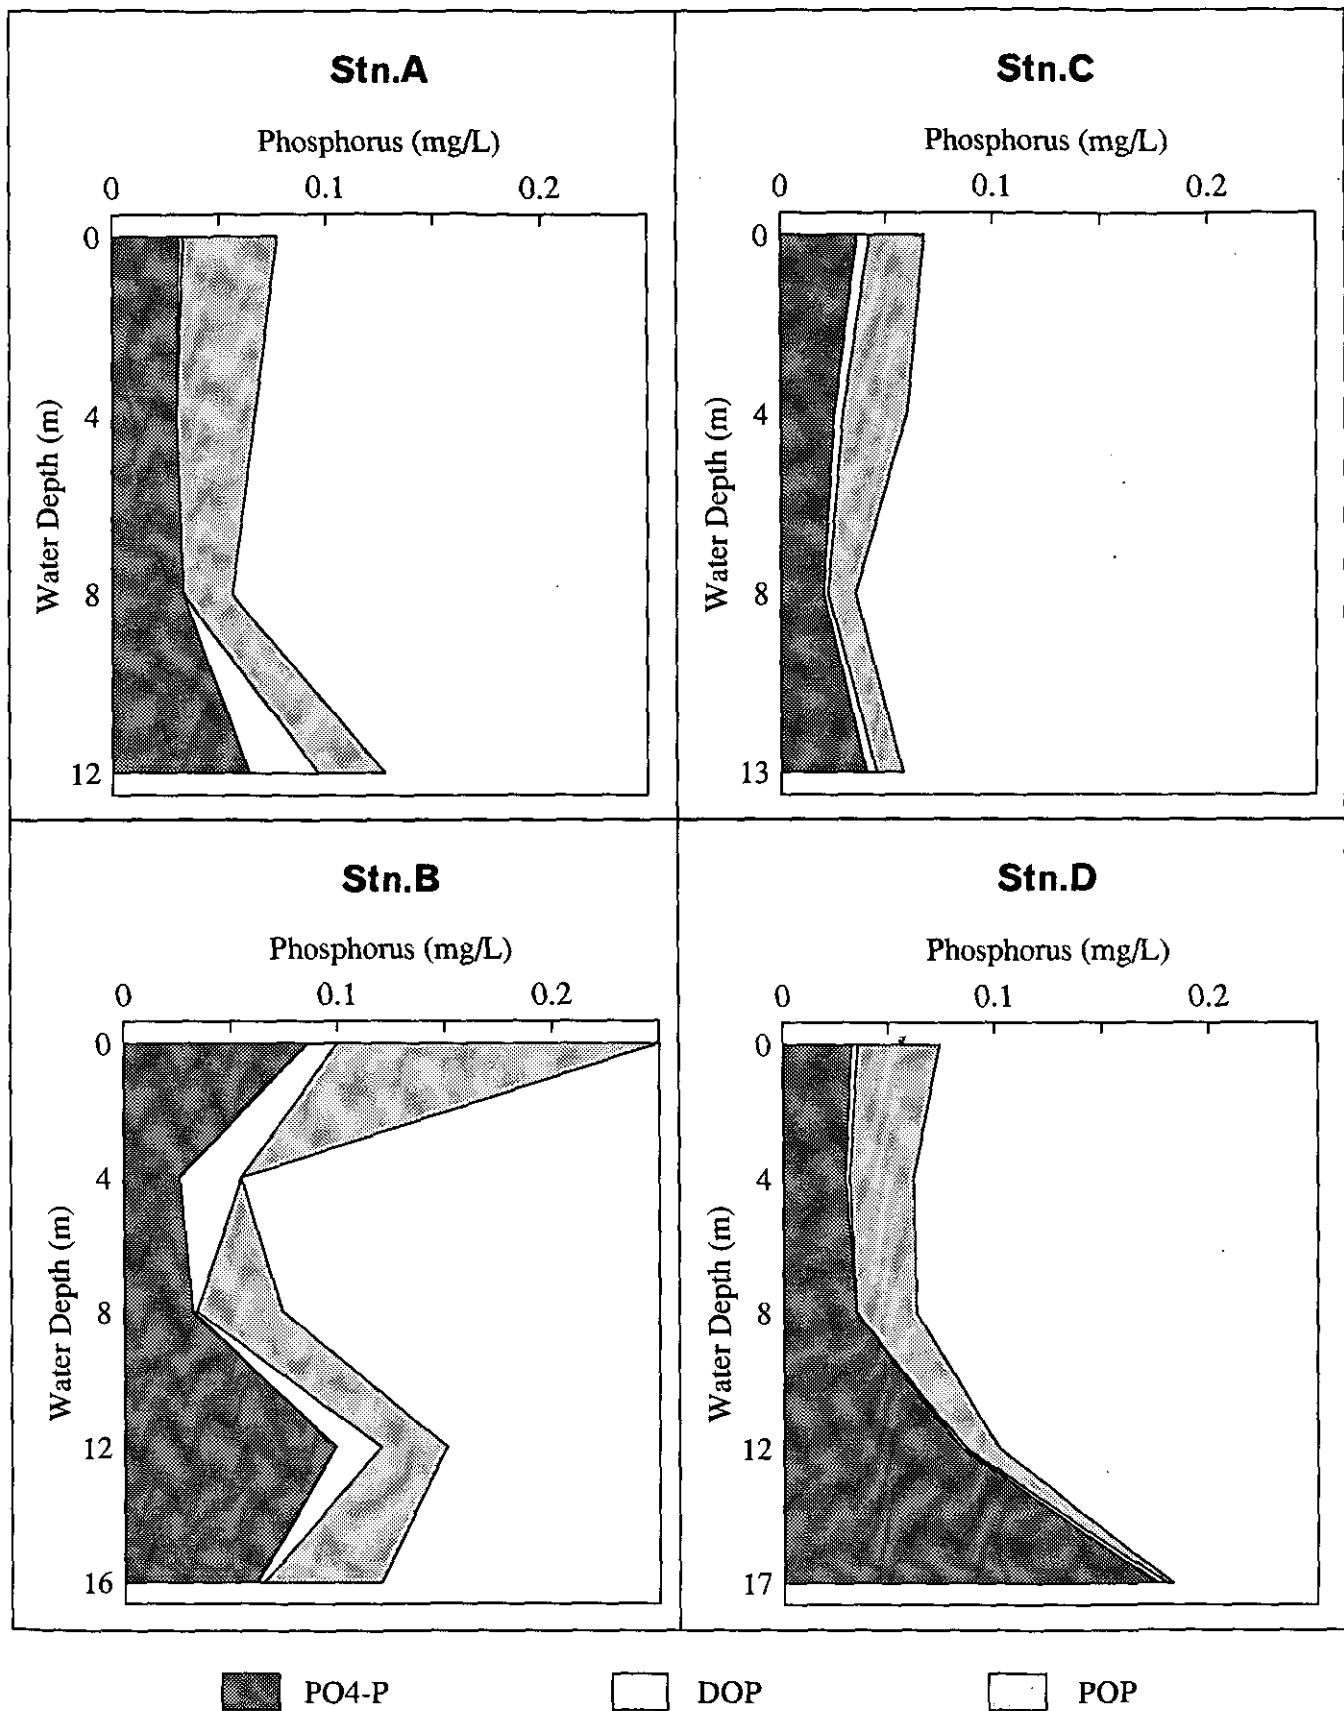 Stn.A
Phosphorus (mg/L)
0 0.1 0.2
Water Depth (m)
0
4
8
12
Stn.C
Phosphorus (mg/L)
0 0.1 0.2
Water Depth (m)
0
4
8
13
Stn.B
Phosphorus (mg/L)
0 0.1 0.2
Water Depth (m)
0
4
8
12
16
Stn.D
Phosphorus (mg/L)
0 0.1 0.2
Water Depth (m)
0
4
8
12
17
PO4-P DOP POP